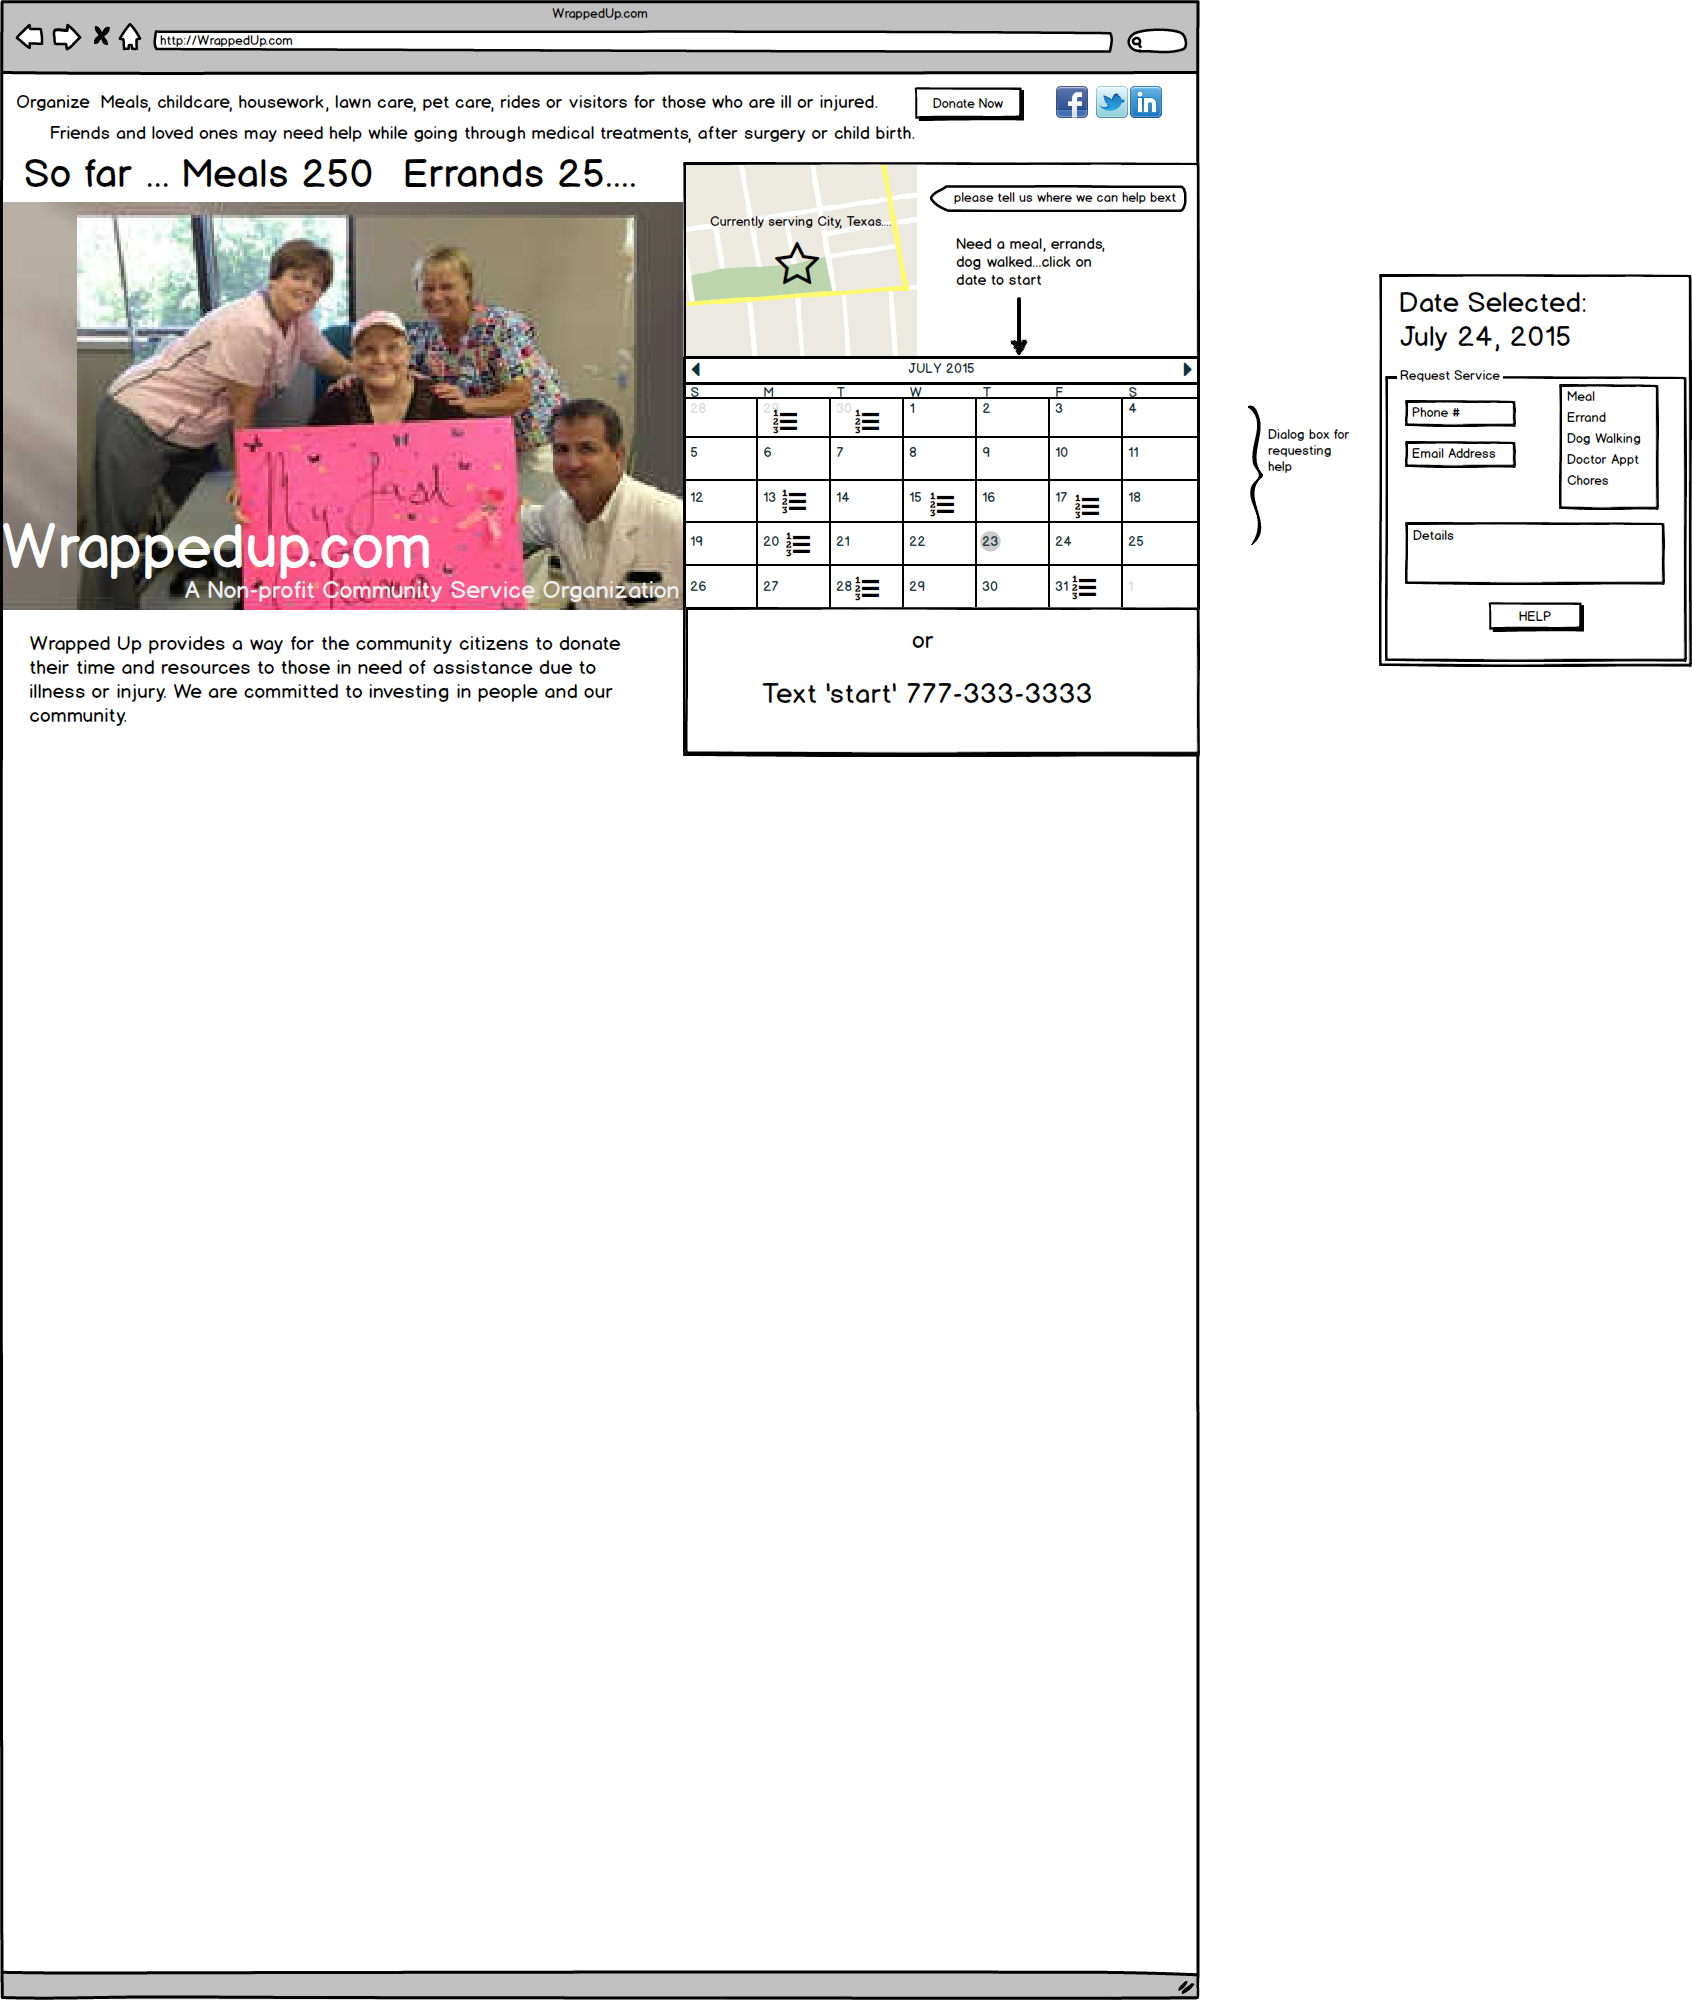 WrappedUp.com
http://WrappedUp.com
Organize Meals, childcare, housework, lawn care, pet care, rides or visitors for those who are ill or injured.
Donate Now
Friends and loved ones may need help while going through medical treatments, after surgery or child birth.
So far ... Meals 250 Errands 25....
My Last
Wrappedup.com
A Non-profit Community Service Organization
Wrapped Up provides a way for the community citizens to donate
their time and resources to those in need of assistance due to
illness or injury. We are committed to investing in people and our
community.
Currently serving City, Texas....
please tell us where we can help bext
Need a meal, errands,
dog walked...click on
date to start
JULY 2015
S M T W T F S
28 29 30 1 2 3 4
5 6 7 8 9 10 11
12 13 14 15 16 17 18
19 20 21 22 23 24 25
26 27 28 29 30 31 1
or
Text 'start' 777-333-3333
Dialog box for
requesting
help
Date Selected:
July 24, 2015
Request Service
Phone #
Email Address
Meal
Errand
Dog Walking
Doctor Appt
Chores
Details
HELP